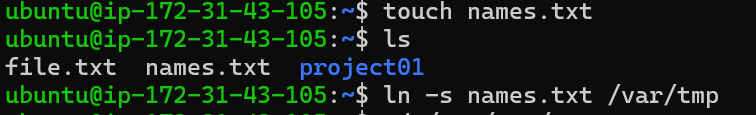 ubuntu@ip-172-31-43-105:~$ touch names.txt
ubuntu@ip-172-31-43-105:~$ ls
file.txt  names.txt  project01
ubuntu@ip-172-31-43-105:~$ ln -s names.txt /var/tmp